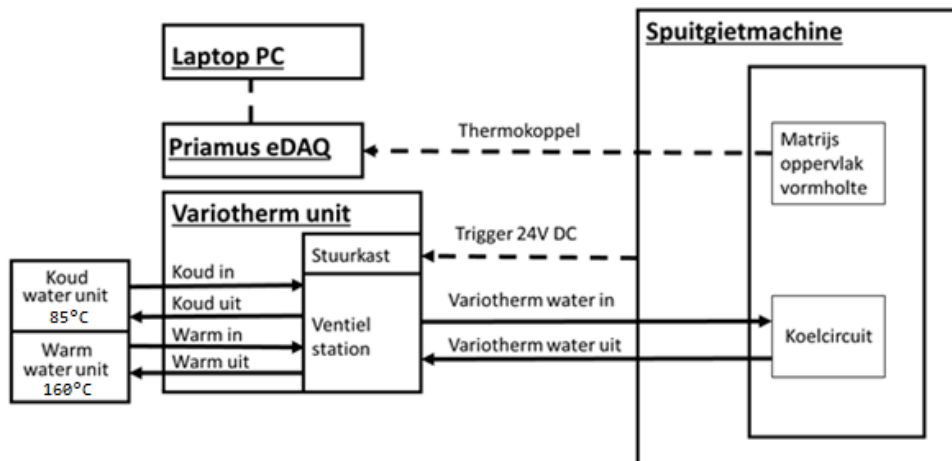 Laptop PC
Priamus eDAQ
Variotherm unit
Stuurkast
Ventiel
station
Koud
water unit
85°C
Warm
water unit
160°C
Koud in
Koud uit
Warm in
Warm uit
Thermokoppel
Trigger 24V DC
Variotherm water in
Variotherm water uit
Spuitgietmachine
Matrijs
oppervlak
vormholte
Koelcircuit